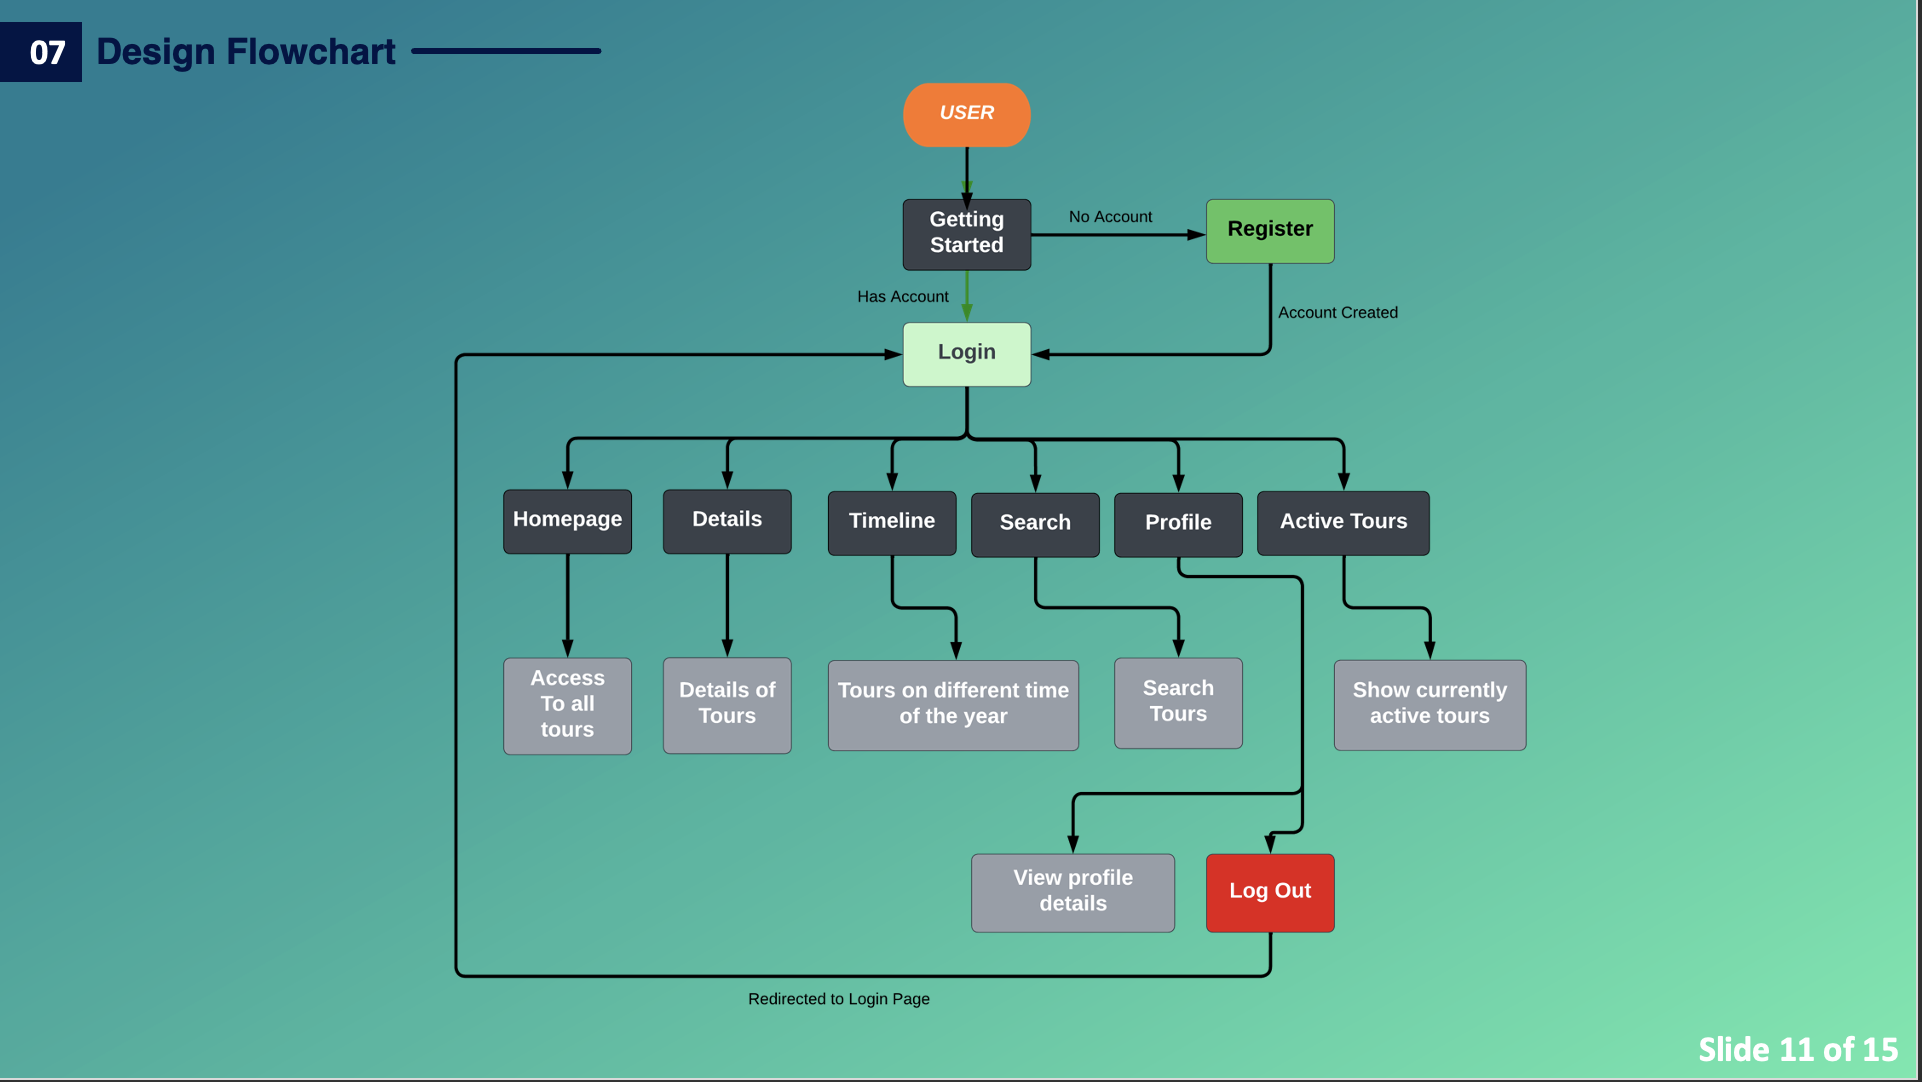 07
Design Flowchart
USER
Getting
Started
No Account
Register
Has Account
Account Created
Login
Homepage
Details
Timeline
Search
Profile
Active Tours
Access
To all
tours
Details of
Tours
Tours on different time
of the year
Search
Tours
Show currently
active tours
View profile
details
Log Out
Redirected to Login Page
Slide 11 of 15